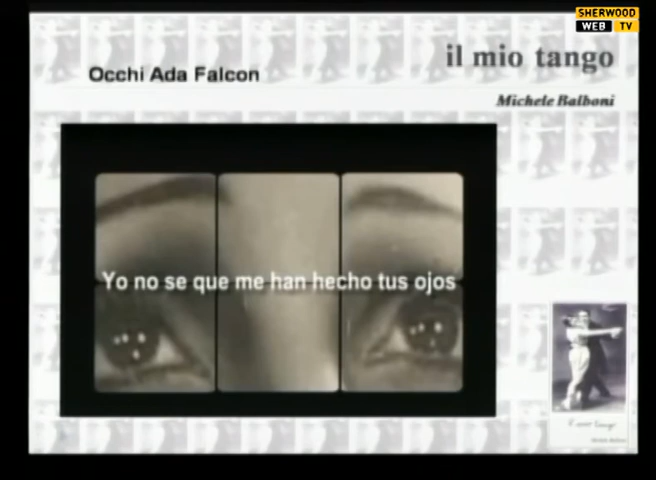 SHERWOOD
WEB TV
il mio tango
Occhi Ada Falcon
Michele Balboni
Yo no se que me han hecho tus ojos